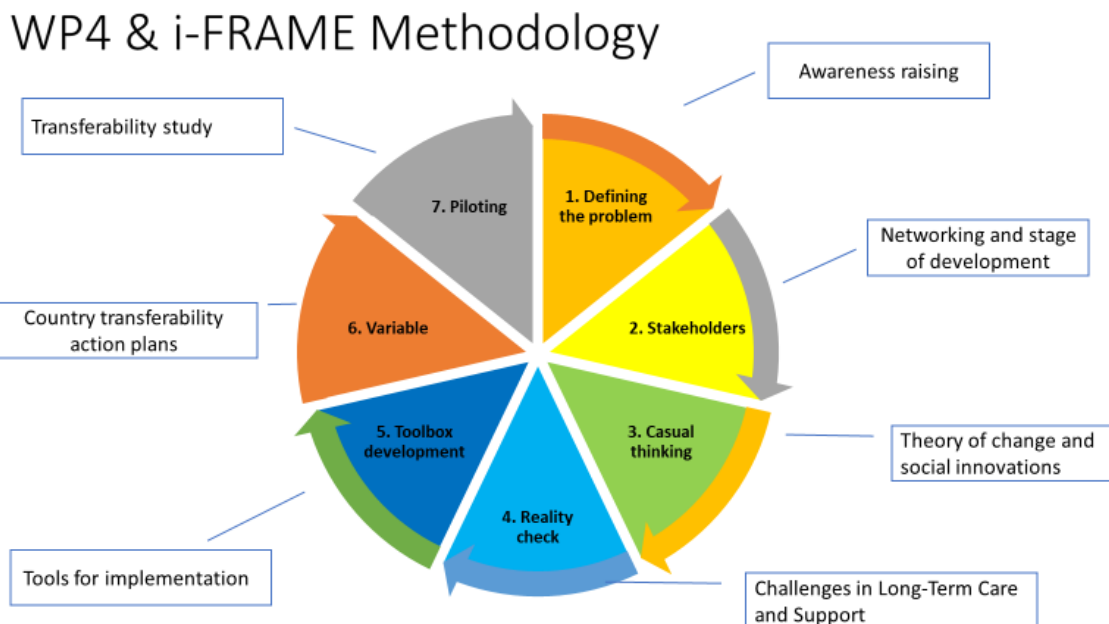 WP4 & i-FRAME Methodology
Awareness raising
Transferability study
7. Piloting
1. Defining
the problem
Networking and stage
of development
2. Stakeholders
Country transferability
action plans
6. Variable
3. Casual
thinking
Theory of change and
social innovations
5. Toolbox
development
4. Reality
check
Tools for implementation
Challenges in Long-Term Care
and Support